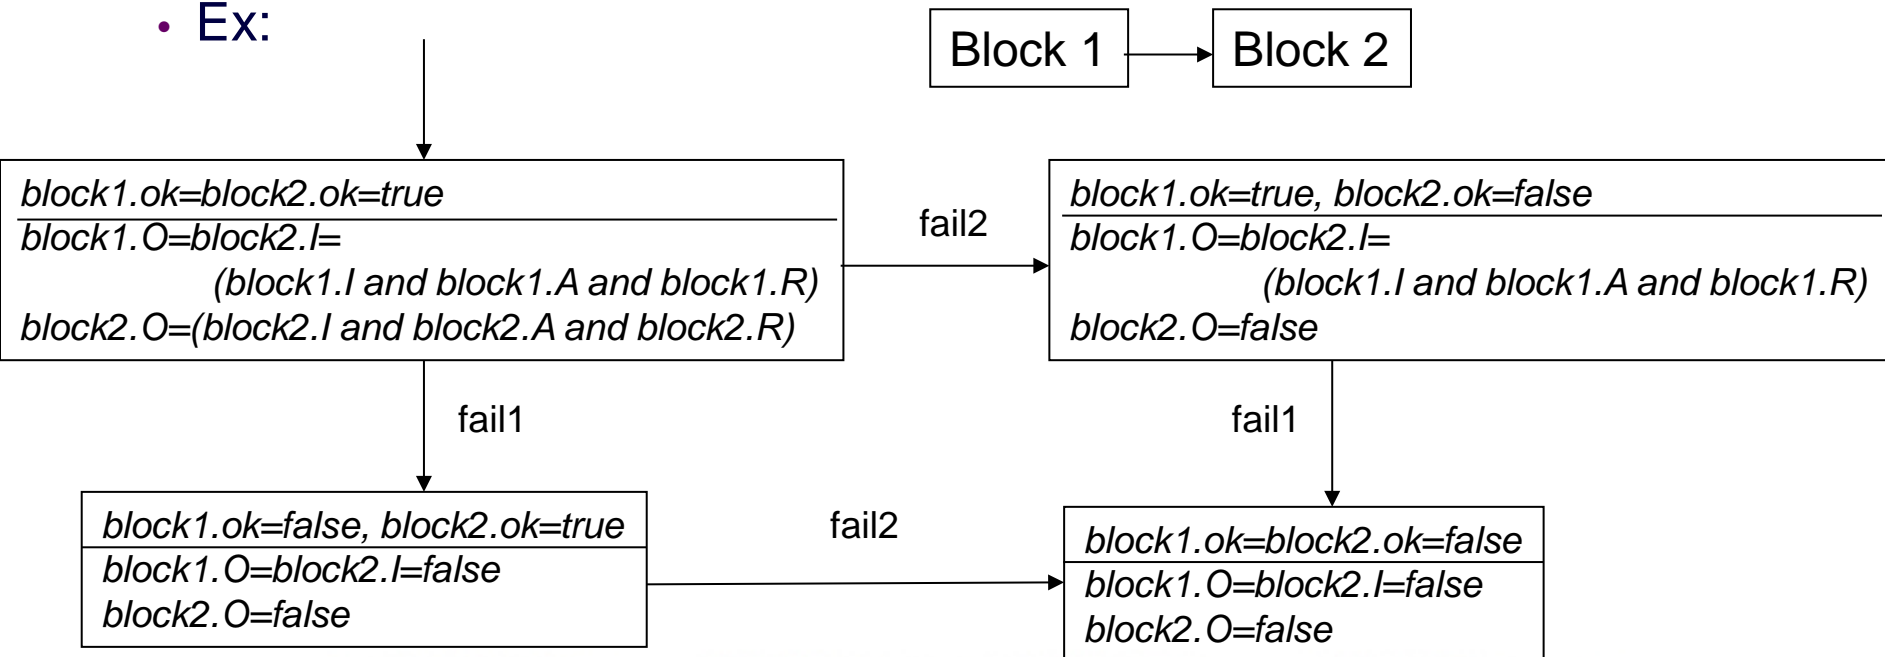 • Ex:
Block 1
Block 2
block1.ok=block2.ok=true
block1.O=block2.I=
(block1.I and block1.A and block1.R)
block2.O=(block2.I and block2.A and block2.R)
fail2
block1.ok=true, block2.ok=false
block1.O=block2.I=
(block1.I and block1.A and block1.R)
block2.O=false
fail1
fail1
block1.ok=false, block2.ok=true
block1.O=block2.I=false
block2.O=false
fail2
block1.ok=block2.ok=false
block1.O=block2.I=false
block2.O=false